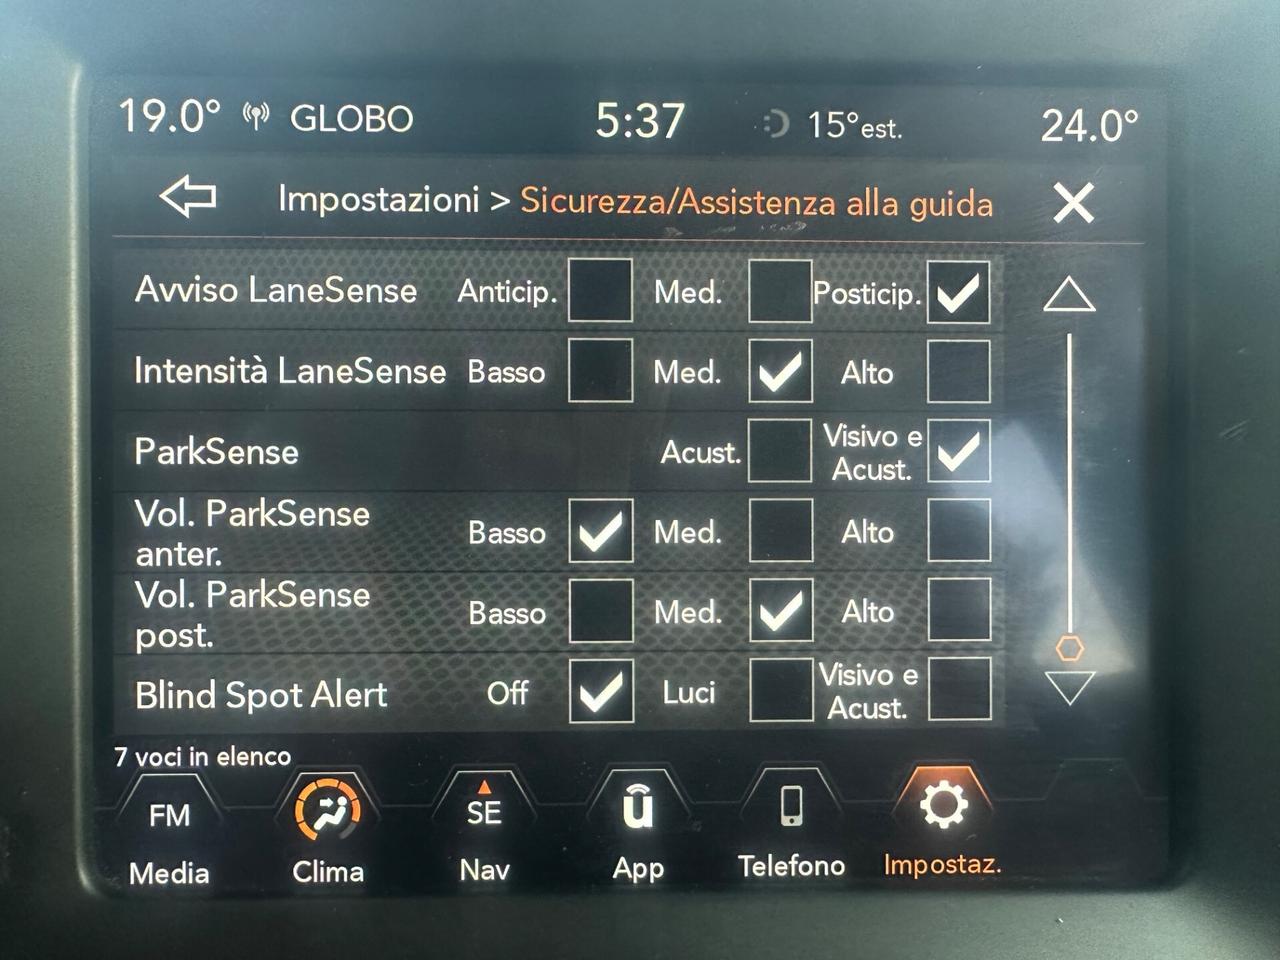 19.0° GLOBO 5:37 15°est. 24.0°
Impostazioni > Sicurezza/Assistenza alla guida
Avviso LaneSense Anticip. Med. Posticip.
Intensità LaneSense Basso Med. Alto
ParkSense Acust. Visivo e
Acust.
Vol. ParkSense
anter. Basso Med. Alto
Vol. ParkSense
post. Basso Med. Alto
Blind Spot Alert Off Luci Visivo e
Acust.
7 voci in elenco
FM SE ū
Media Clima Nav App Telefono Impostaz.